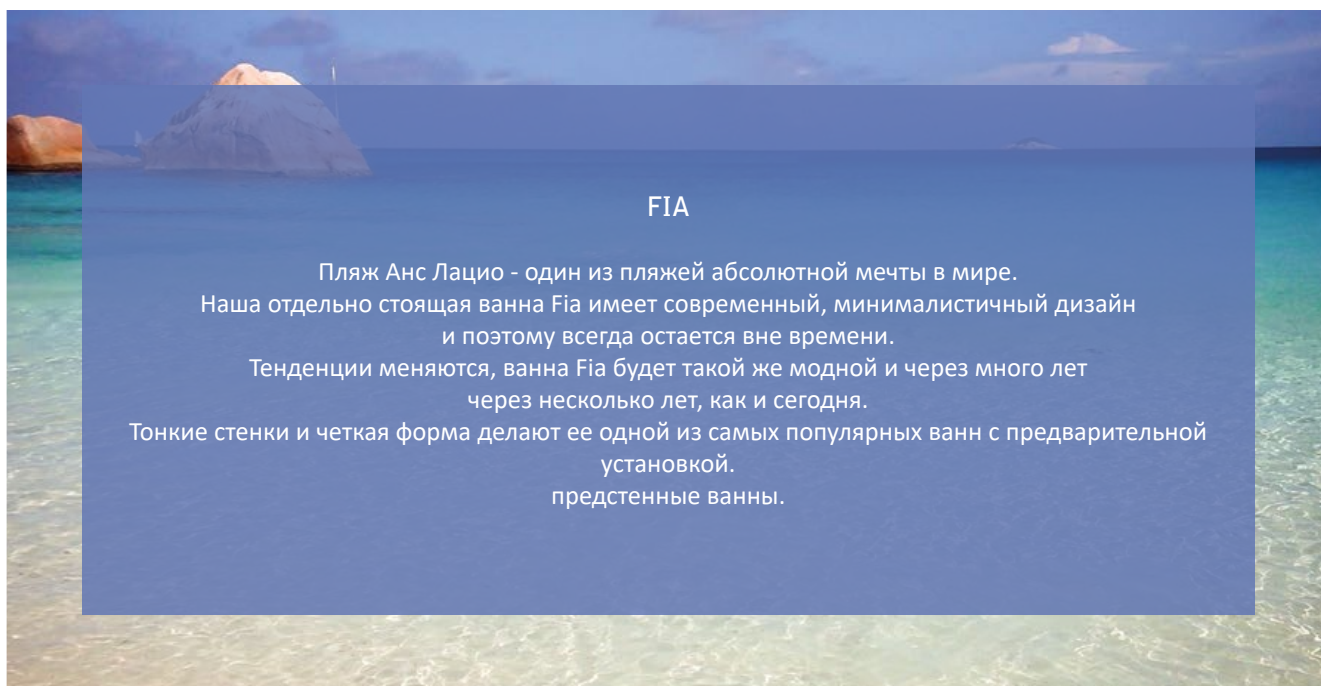 FIA
Пляж Анс Лацио - один из пляжей абсолютной мечты в мире.
Наша отдельно стоящая ванна Fia имеет современный, минималистичный дизайн
и поэтому всегда остается вне времени.
Тенденции меняются, ванна Fia будет такой же модной и через много лет
через несколько лет, как и сегодня.
Тонкие стенки и четкая форма делают ее одной из самых популярных ванн с предварительной
установкой.
предстенные ванны.